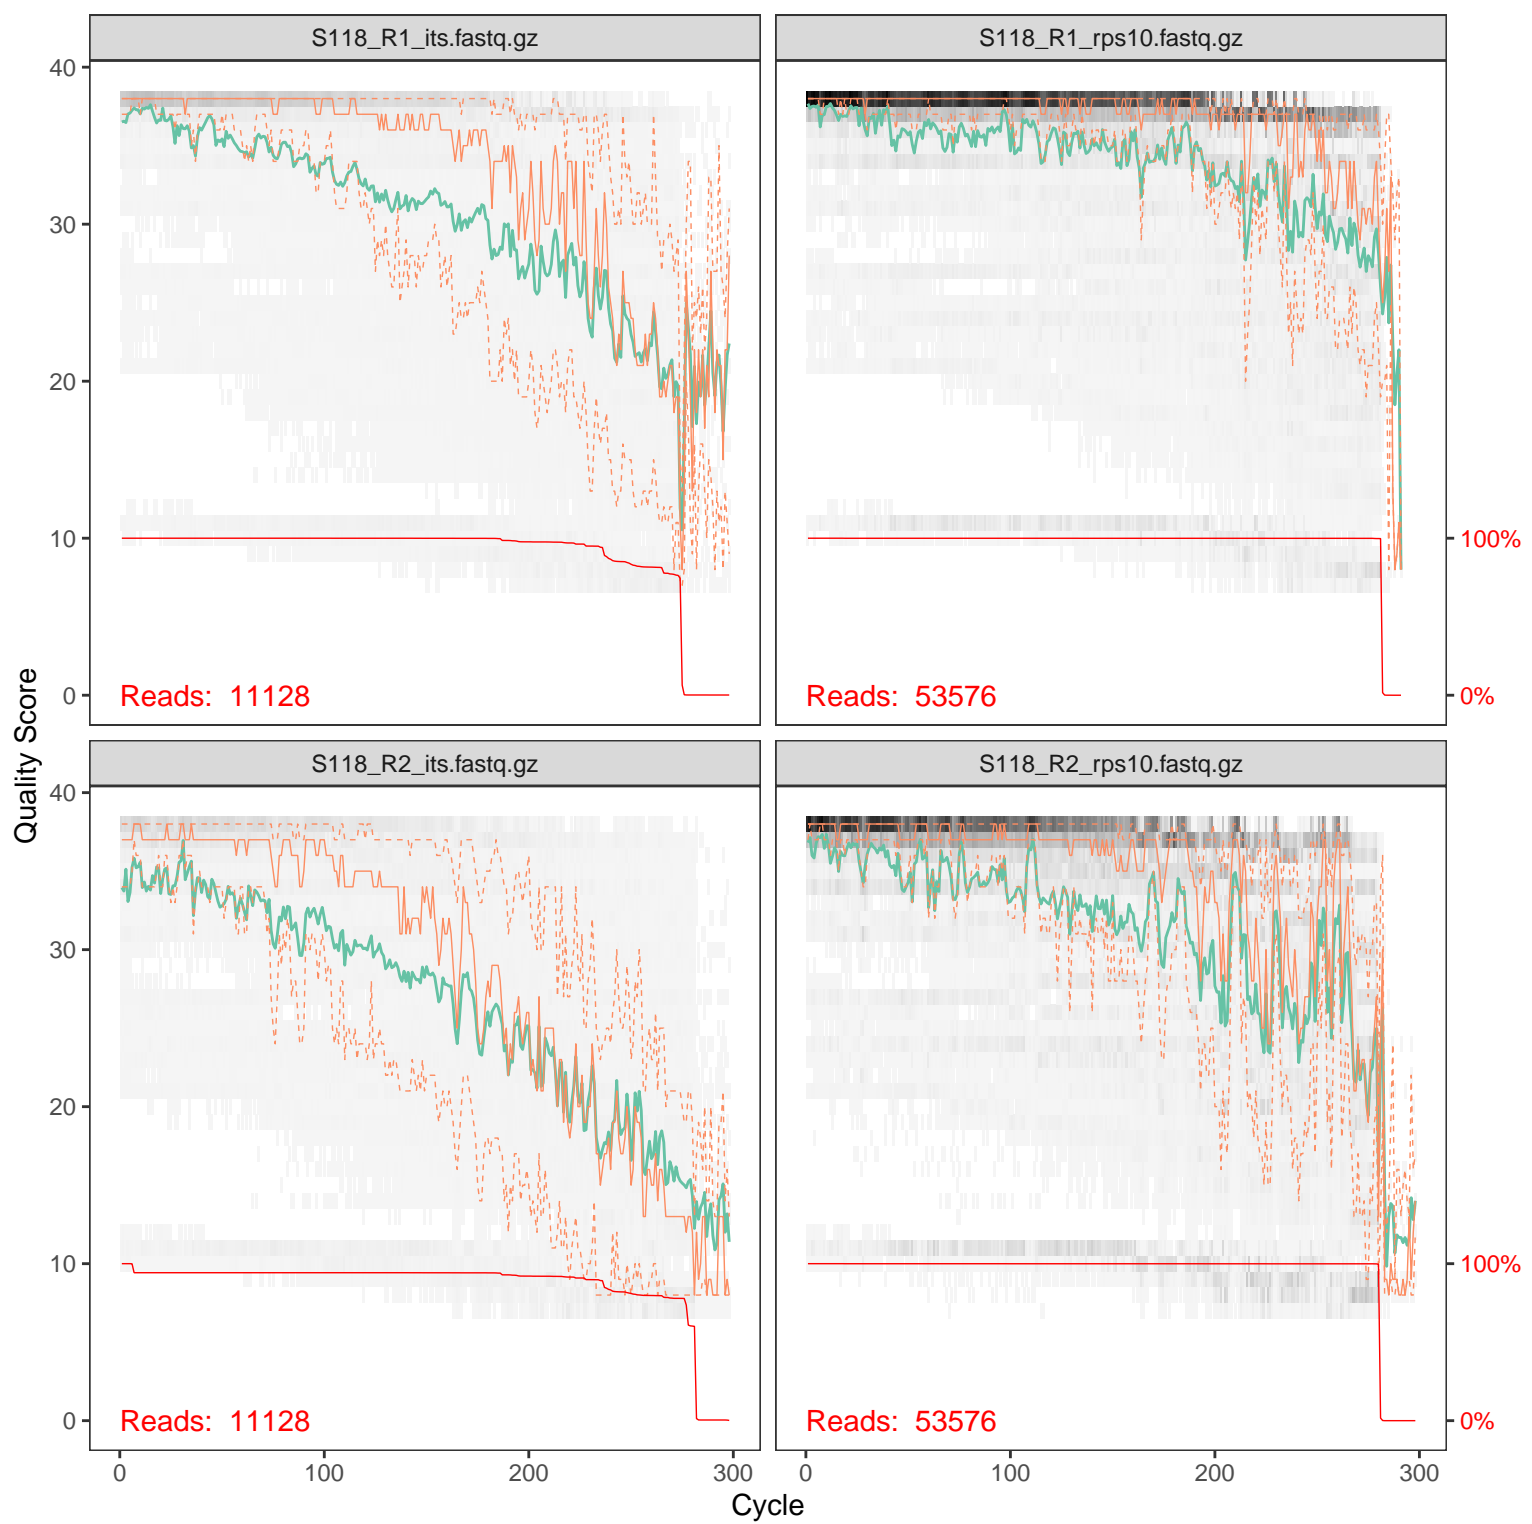 S118_R1_its.fastq.gz
S118_R1_rps10.fastq.gz
40
30
20
10
0
Reads: 11128
Reads: 53576
100%
0%
Quality Score
S118_R2_its.fastq.gz
S118_R2_rps10.fastq.gz
40
30
20
10
0
Reads: 11128
Reads: 53576
100%
0%
0 100 200 300
0 100 200 300
Cycle